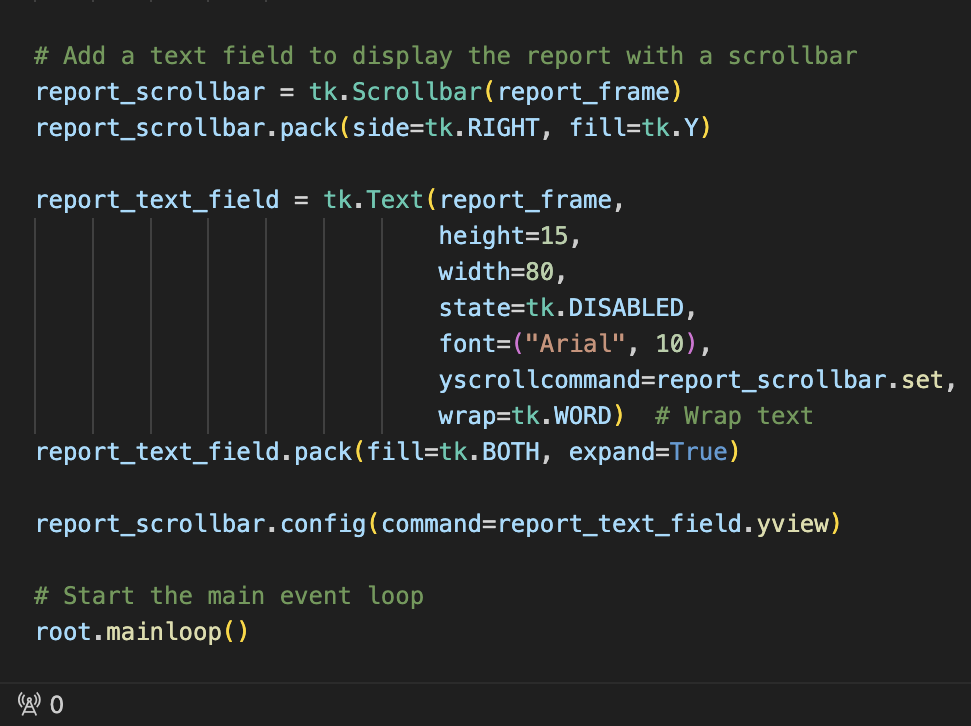 # Add a text field to display the report with a scrollbar
report_scrollbar = tk.Scrollbar(report_frame)
report_scrollbar.pack(side=tk.RIGHT, fill=tk.Y)
report_text_field = tk.Text(report_frame,
height=15,
width=80,
state=tk.DISABLED,
font=("Arial", 10),
yscrollcommand=report_scrollbar.set,
wrap=tk.WORD)  # Wrap text
report_text_field.pack(fill=tk.BOTH, expand=True)
report_scrollbar.config(command=report_text_field.yview)
# Start the main event loop
root.mainloop()
0